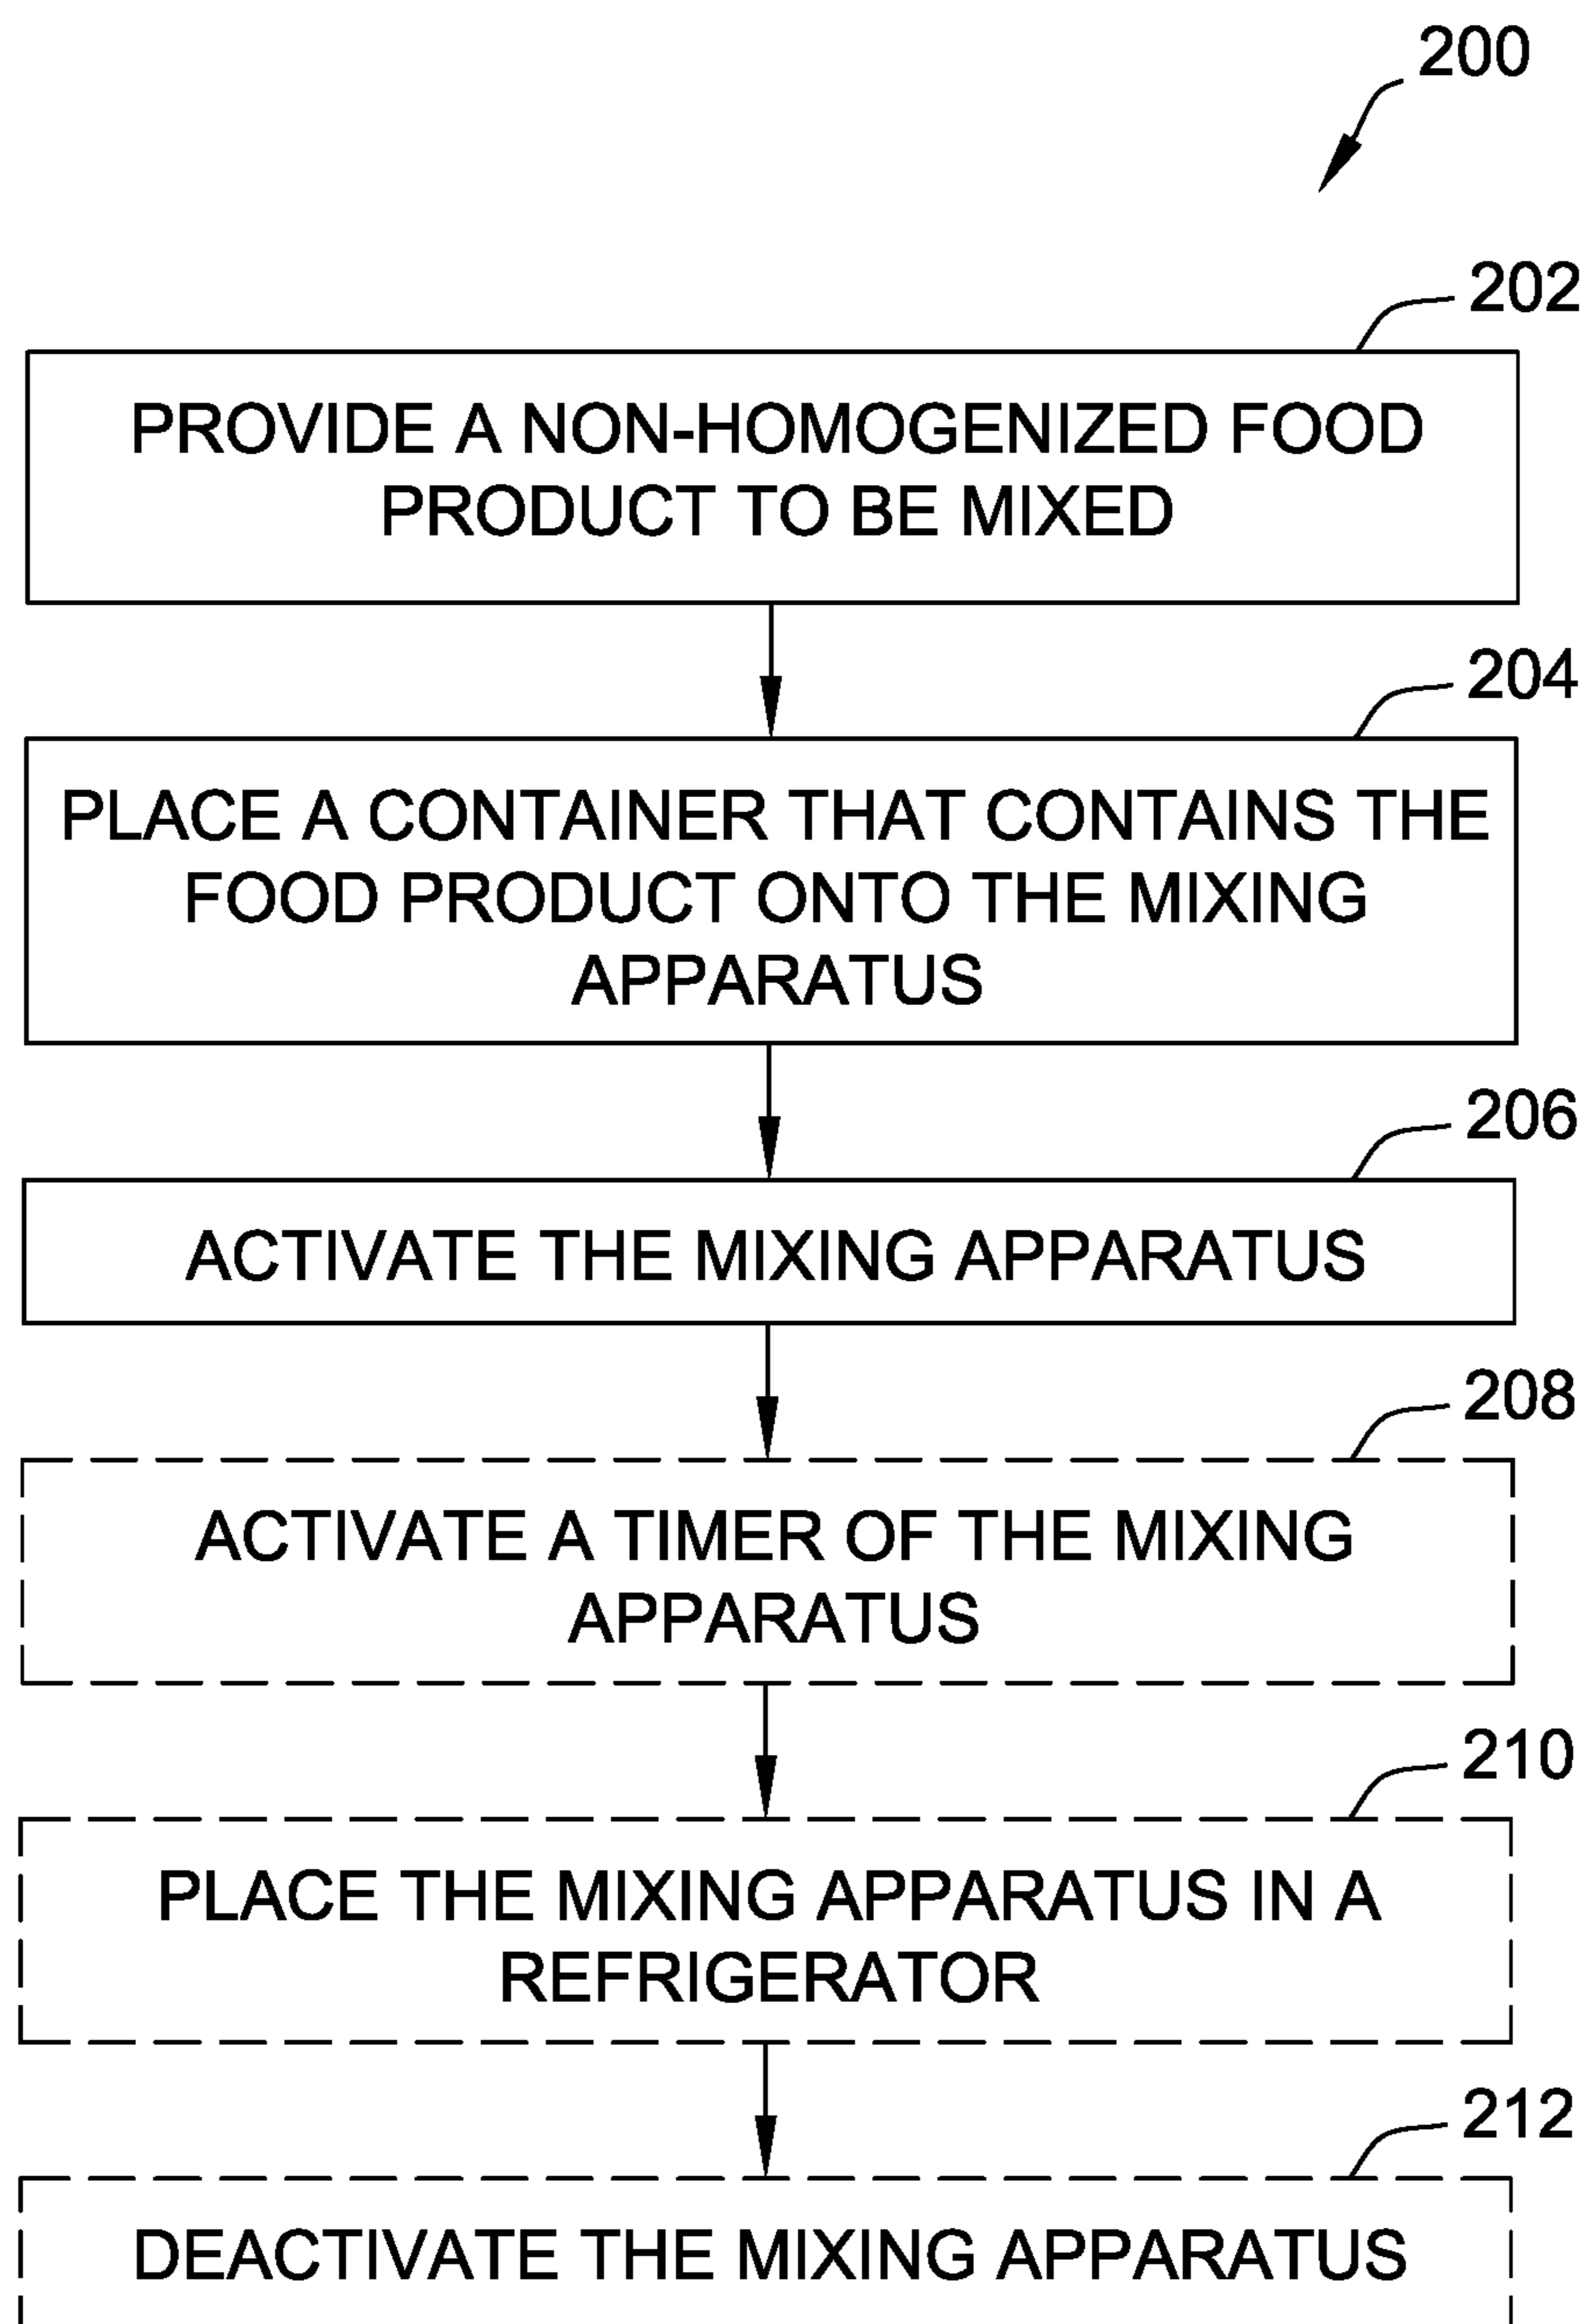 200
202
PROVIDE A NON-HOMOGENIZED FOOD
PRODUCT TO BE MIXED
204
PLACE A CONTAINER THAT CONTAINS THE
FOOD PRODUCT ONTO THE MIXING
APPARATUS
206
ACTIVATE THE MIXING APPARATUS
208
ACTIVATE A TIMER OF THE MIXING
APPARATUS
210
PLACE THE MIXING APPARATUS IN A
REFRIGERATOR
212
DEACTIVATE THE MIXING APPARATUS